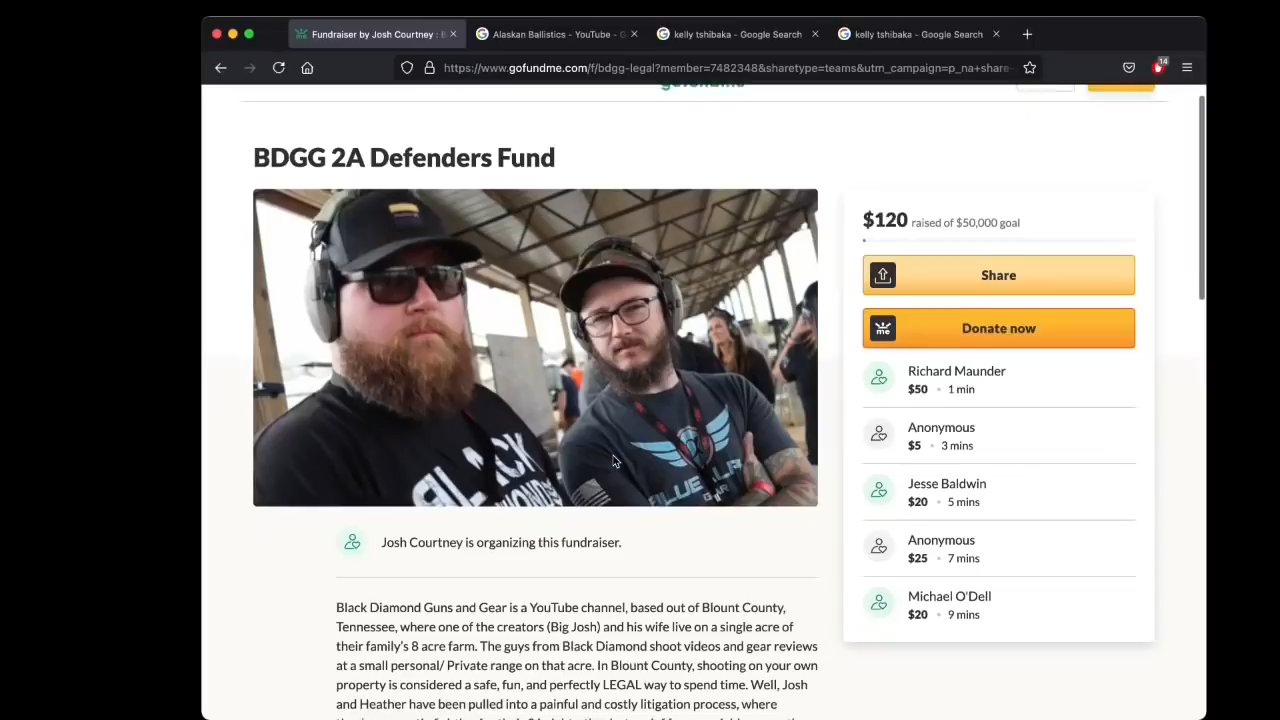 Fundraiser by Josh Courtney :
Alaskan Ballistics - YouTube -
kelly tshibaka - Google Search
kelly tshibaka - Google Search
14
https://www.gofundme.com/f/bdgg-legal?member=7482348&sharetype=teams&utm_campaign=p_na+share-
BDGG 2A Defenders Fund
$120 raised of $50,000 goal
Share
me
Donate now
Richard Maunder
$50 • 1 min
Anonymous
$5 • 3 mins
Jesse Baldwin
$20 • 5 mins
Anonymous
$25 • 7 mins
Michael O'Dell
$20 • 9 mins
BLACK
Josh Courtney is organizing this fundraiser.
Black Diamond Guns and Gear is a YouTube channel, based out of Blount County,
Tennessee, where one of the creators (Big Josh) and his wife live on a single acre of
their family's 8 acre farm. The guys from Black Diamond shoot videos and gear reviews
at a small personal/ Private range on that acre. In Blount County, shooting on your own
property is considered a safe, fun, and perfectly LEGAL way to spend time. Well, Josh
and Heather have been pulled into a painful and costly litigation process, where